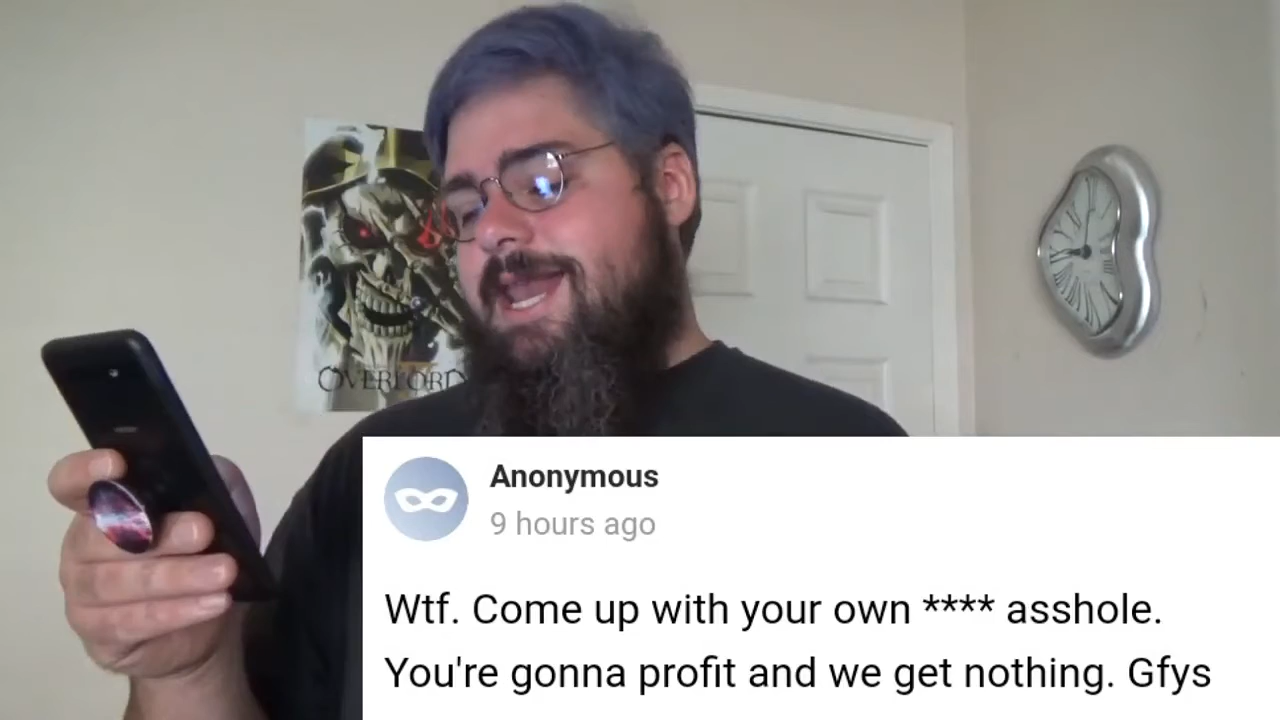 OVERLORD
Anonymous
9 hours ago
Wtf. Come up with your own **** asshole.
You're gonna profit and we get nothing. Gfys